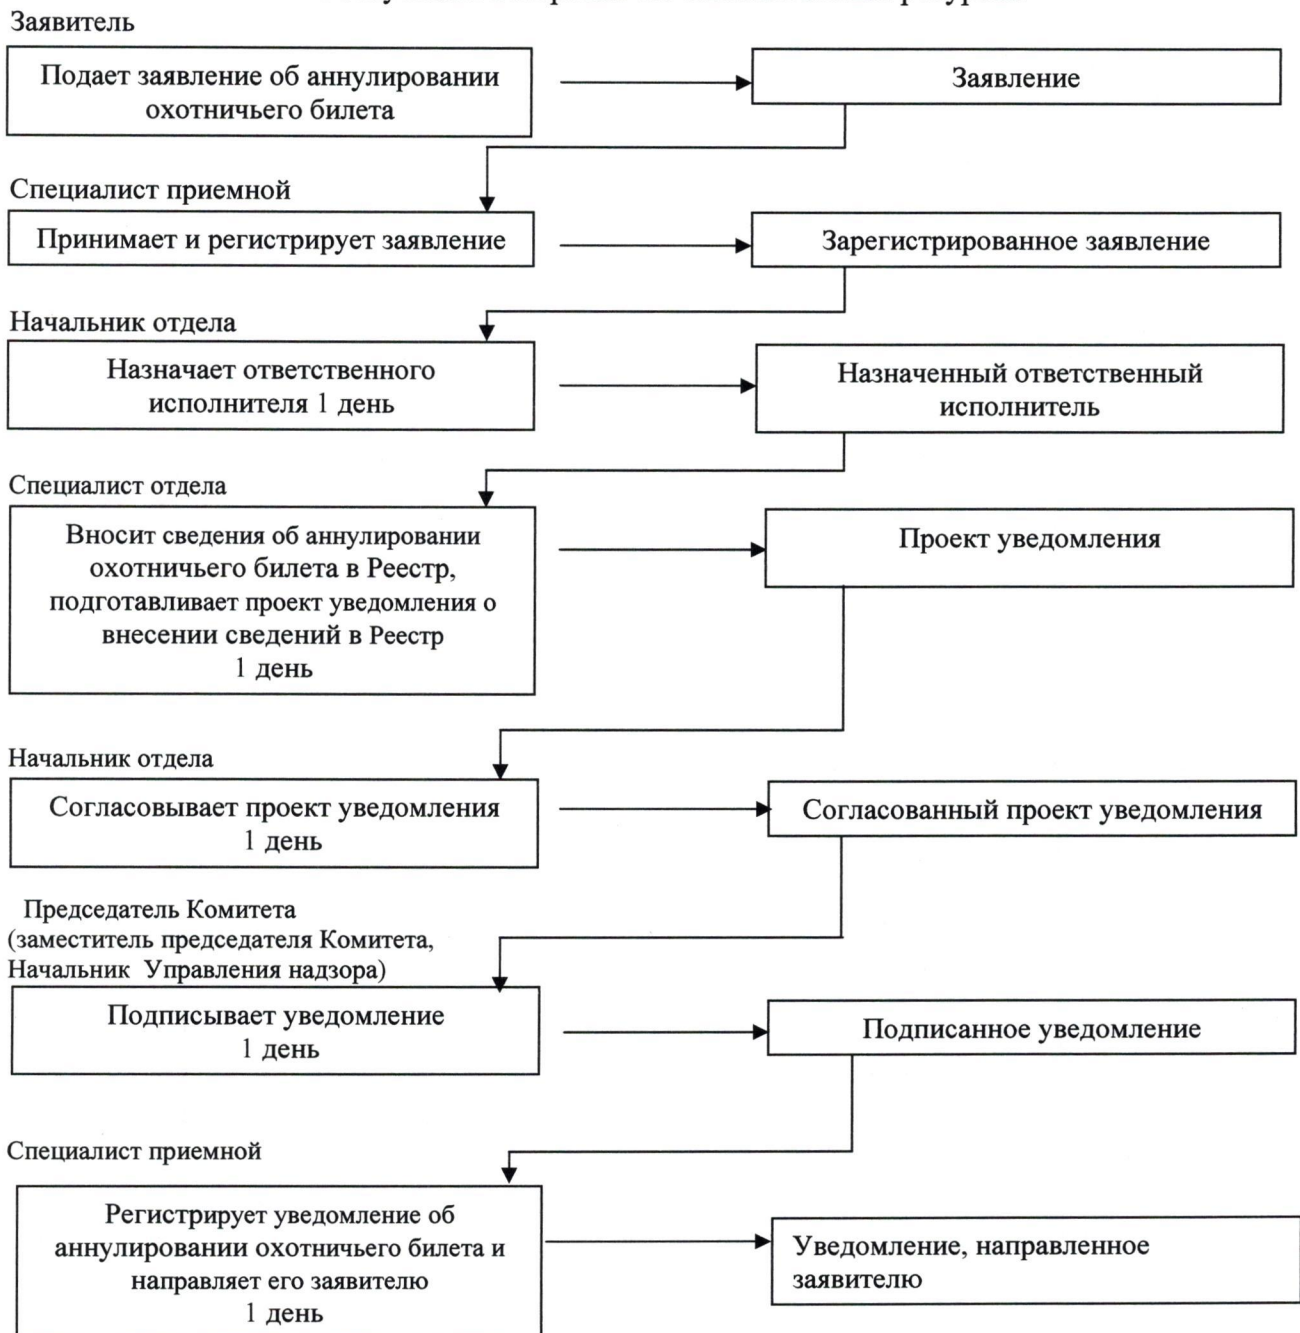 Заявитель
Подает заявление об аннулировании
охотничьего билета
Заявление
Специалист приемной
Принимает и регистрирует заявление
Зарегистрированное заявление
Начальник отдела
Назначает ответственного
исполнителя 1 день
Назначенный ответственный
исполнитель
Специалист отдела
Вносит сведения об аннулировании
охотничьего билета в Реестр,
подготавливает проект уведомления о
внесении сведений в Реестр
1 день
Проект уведомления
Начальник отдела
Согласовывает проект уведомления
1 день
Согласованный проект уведомления
Председатель Комитета
(заместитель председателя Комитета,
Начальник Управления надзора)
Подписывает уведомление
1 день
Подписанное уведомление
Специалист приемной
Регистрирует уведомление об
аннулировании охотничьего билета и
направляет его заявителю
1 день
Уведомление, направленное
заявителю